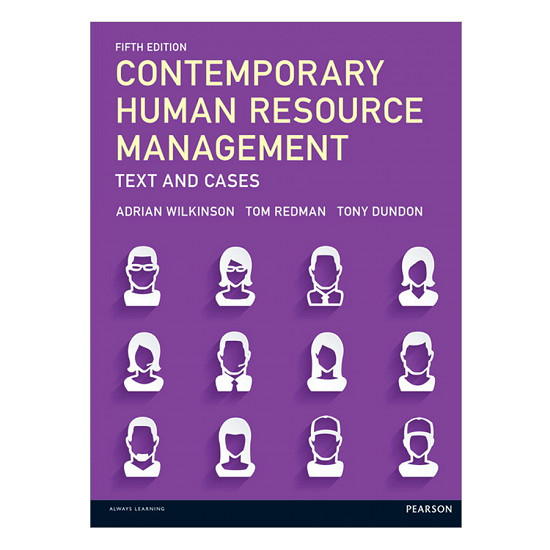 FIFTH EDITION
CONTEMPORARY
HUMAN RESOURCE
MANAGEMENT
TEXT AND CASES
ADRIAN WILKINSON TOM REDMAN TONY DUNDON
ALWAYS LEARNING
PEARSON